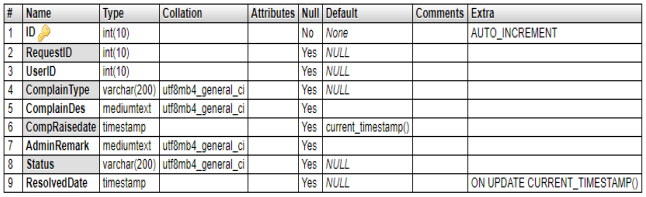 # Name Type Collation Attributes Null Default Comments Extra
1 ID int(10) No None AUTO_INCREMENT
2 RequestID int(10) Yes NULL
3 UserID int(10) Yes NULL
4 ComplainType varchar(200) utf8mb4_general_ci Yes NULL
5 ComplainDes mediumtext utf8mb4_general_ci Yes
6 CompRaisedate timestamp Yes current_timestamp()
7 AdminRemark mediumtext utf8mb4_general_ci Yes
8 Status varchar(200) utf8mb4_general_ci Yes NULL
9 ResolvedDate timestamp Yes NULL ON UPDATE CURRENT_TIMESTAMP()